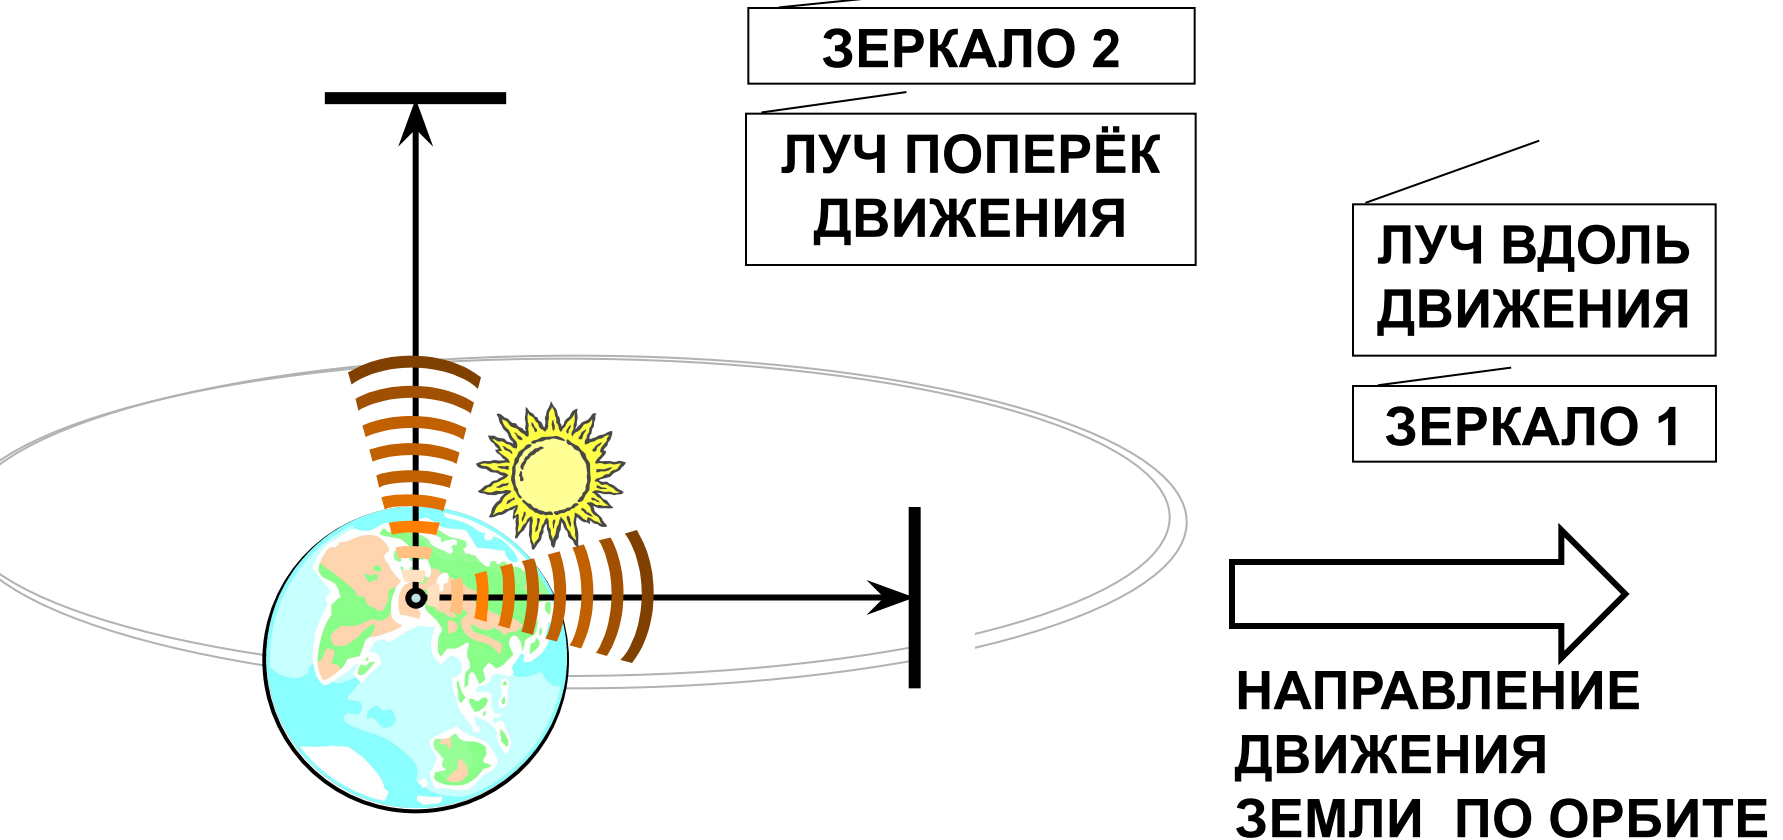 ЗЕРКАЛО 2
ЛУЧ ПОПЕРЁК
ДВИЖЕНИЯ
ЛУЧ ВДОЛЬ
ДВИЖЕНИЯ
ЗЕРКАЛО 1
НАПРАВЛЕНИЕ
ДВИЖЕНИЯ
ЗЕМЛИ ПО ОРБИТЕ